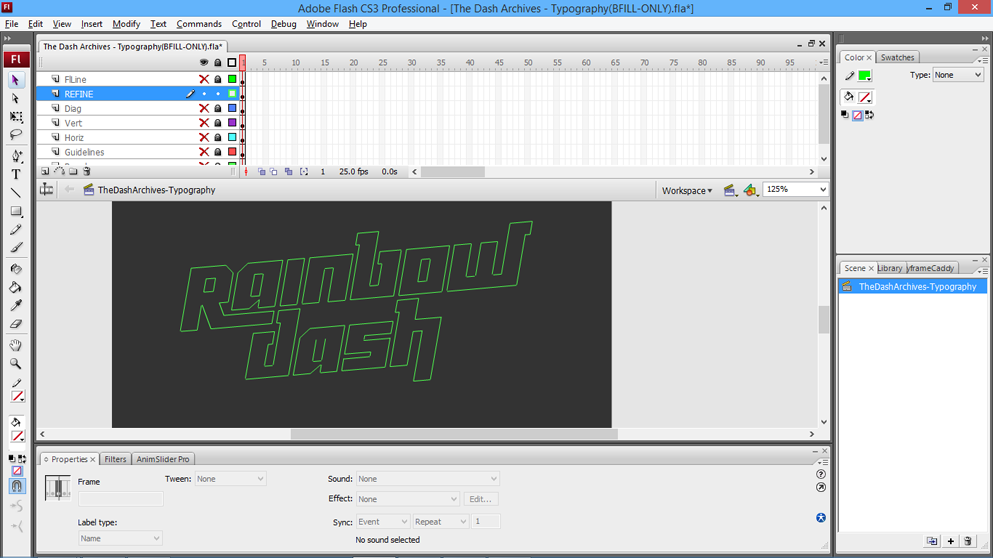 Adobe Flash CS3 Professional - [The Dash Archives - Typography(BFILL-ONLY).fla*]
File Edit View Insert Modify Text Commands Control Debug Window Help
The Dash Archives - Typography(BFILL-ONLY).fla*
1 5 10 15 20 25 30 35 40 45 50 55 60 65 70 75 80 85 90 95
FlLine
REFINE
Diag
Vert
Horiz
Guidelines
1 25.0 fps 0.0s
TheDashArchives-Typography
Workspace
125%
Rainbow
dash
Properties Filters AnimSlider Pro
Frame
Tween: None
Sound: None
Effect: None Edit...
Label type:
Name
Sync: Event Repeat 1
No sound selected
Fl
T
Color Swatches
Type: None
Scene Library yframeCaddy
TheDashArchives-Typography